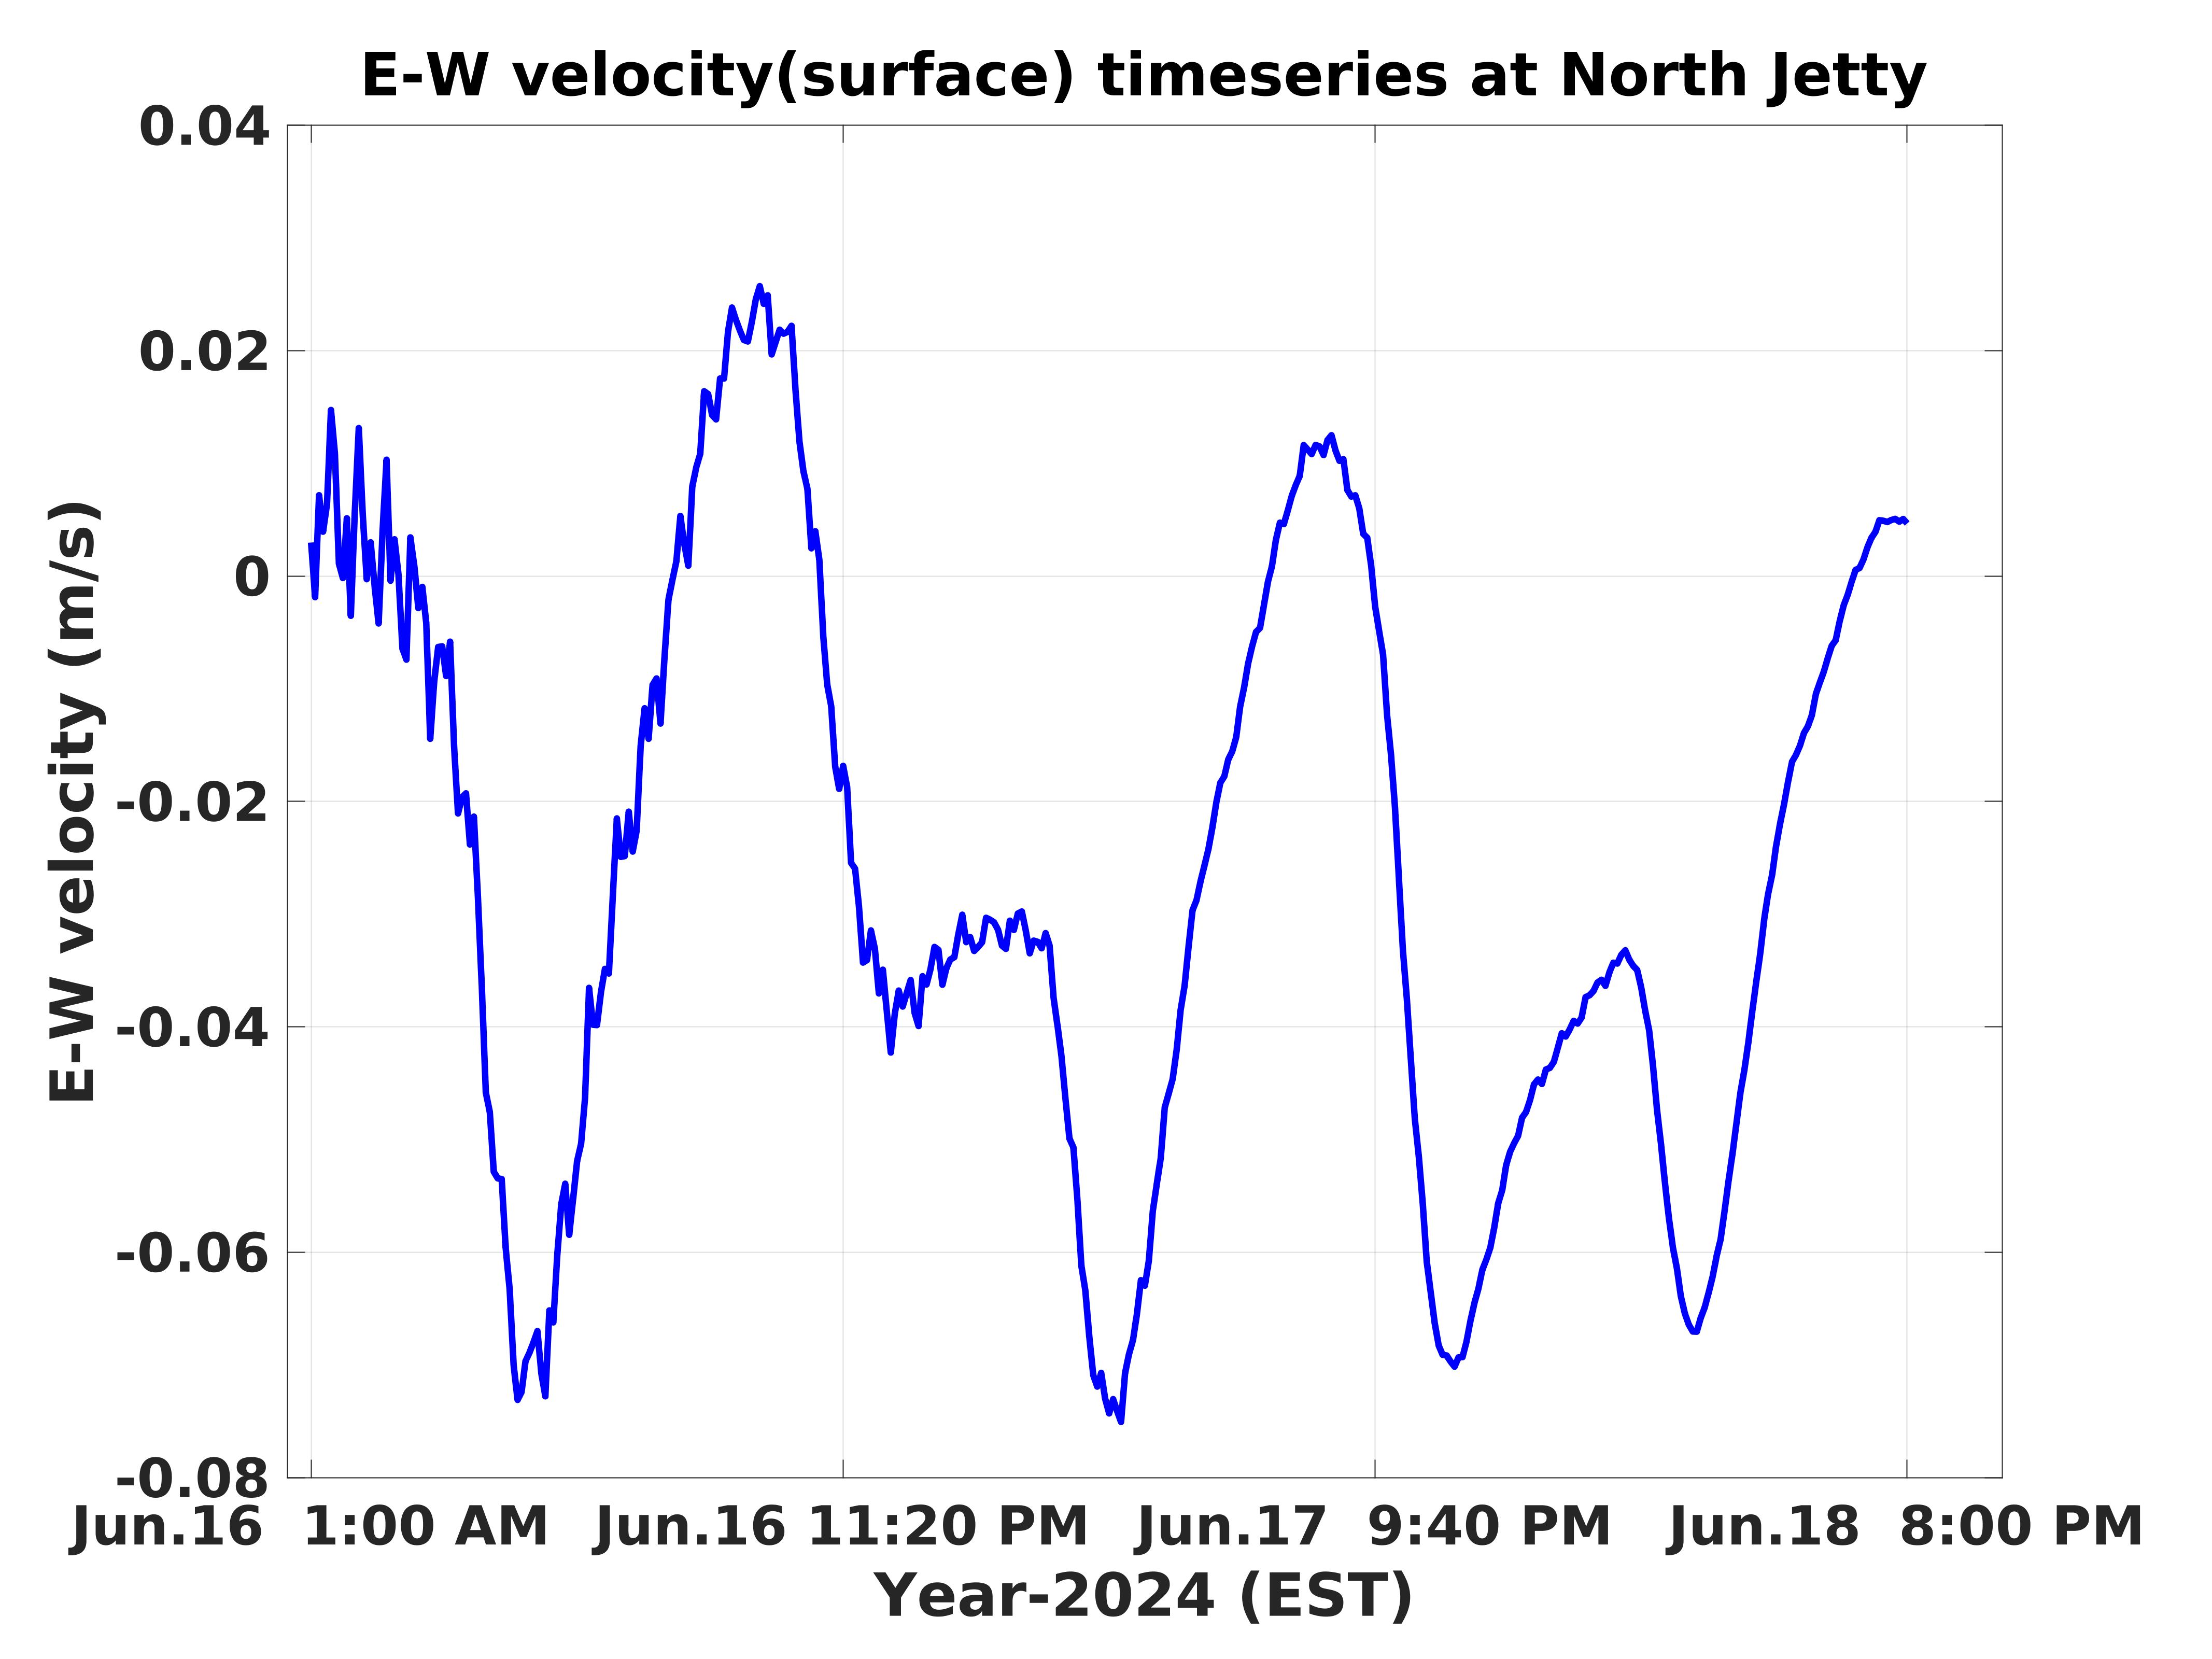 E-W velocity(surface) timeseries at North Jetty
E-W velocity (m/s)
0.04
0.02
0
-0.02
-0.04
-0.06
-0.08
Jun.16 1:00 AM Jun.16 11:20 PM Jun.17 9:40 PM Jun.18 8:00 PM
Year-2024 (EST)